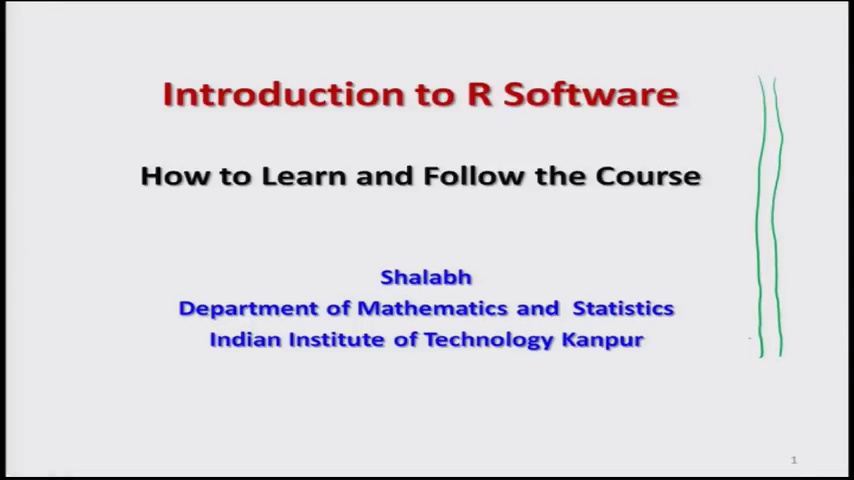 Introduction to R Software
How to Learn and Follow the Course
Shalabh
Department of Mathematics and Statistics
Indian Institute of Technology Kanpur
1